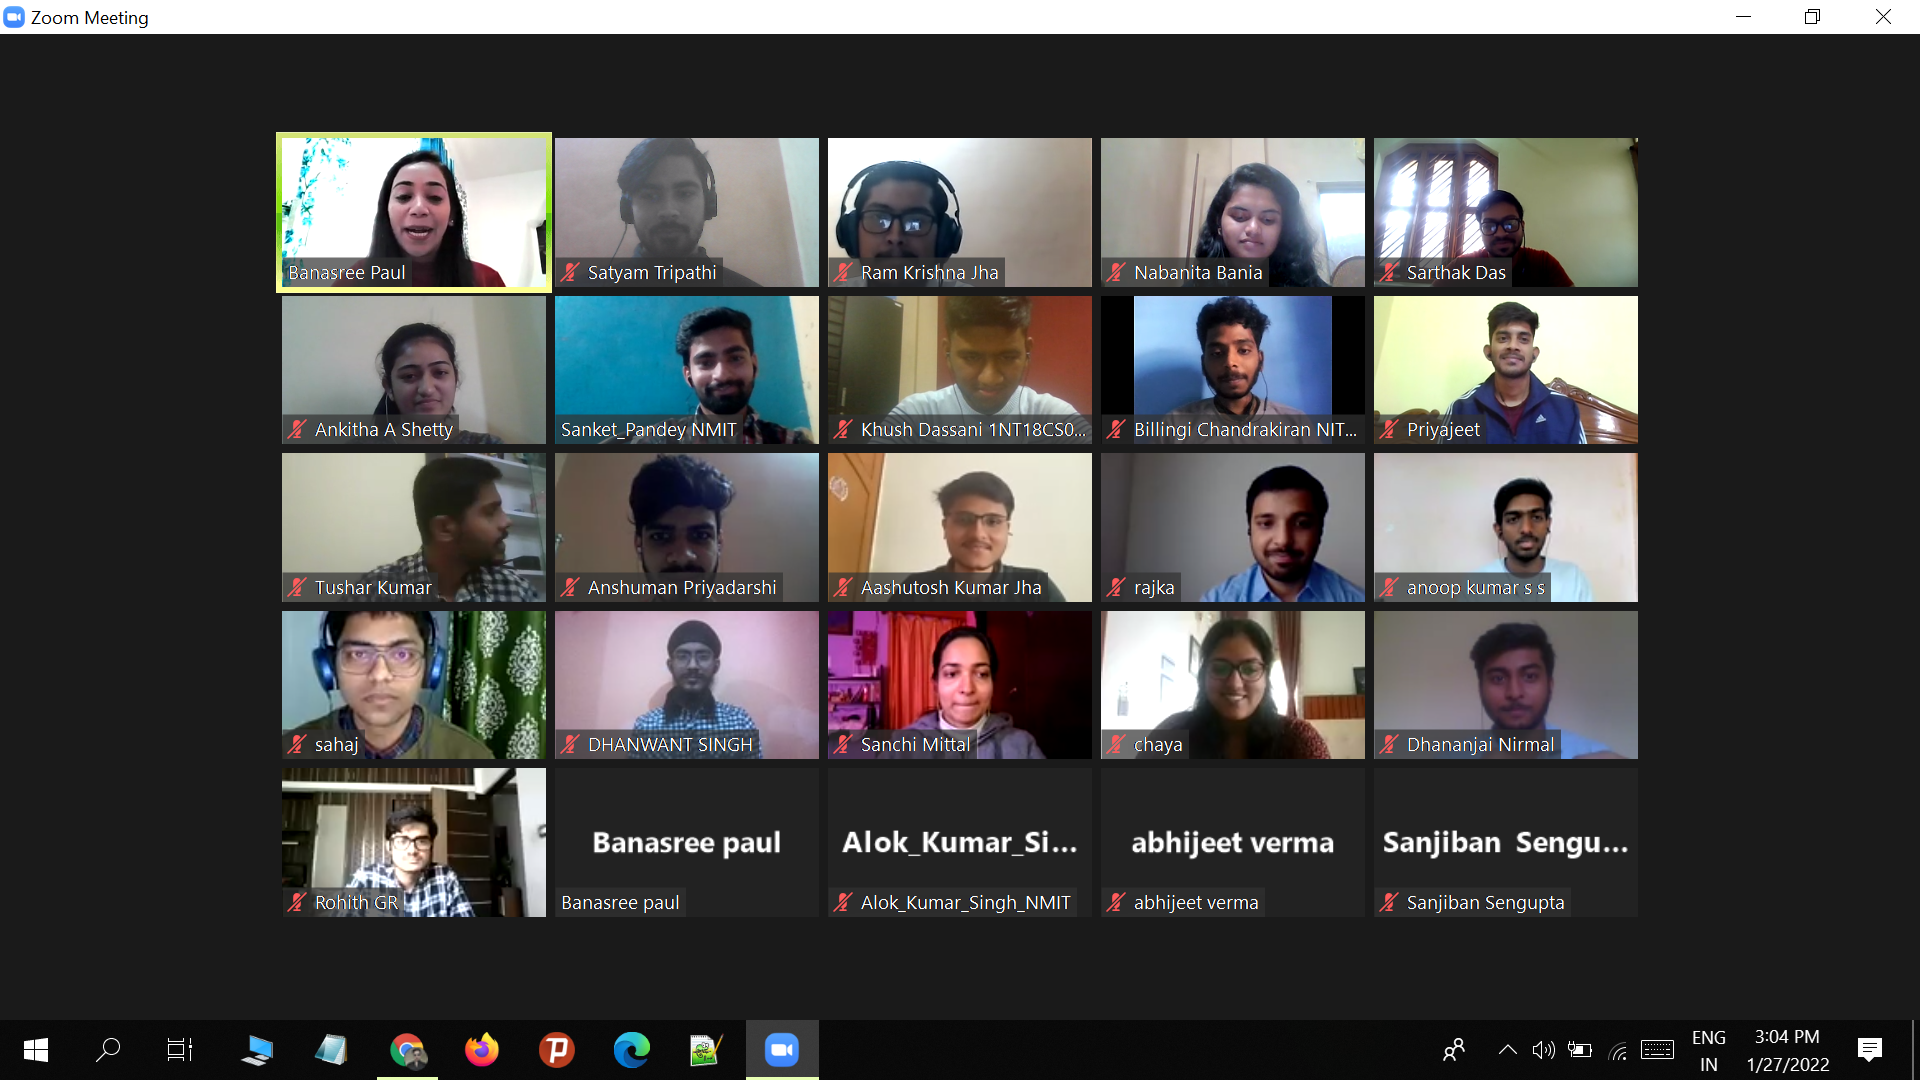 Zoom Meeting
Banasree Paul
Satyam Tripathi
Ram Krishna Jha
Nabanita Bania
Sarthak Das
Ankitha A Shetty
Sanket_Pandey NMIT
Khush Dassani 1NT18CS0...
Billingi Chandrakiran NIT...
Priyajeet
Tushar Kumar
Anshuman Priyadarshi
Aashutosh Kumar Jha
rajka
anoop kumar s s
sahaj
DHANWANT SINGH
Sanchi Mittal
chaya
Dhananjai Nirmal
Rohith GR
Banasree paul
Banasree paul
Alok_Kumar_Si...
Alok_Kumar_Singh_NMIT
abhijeet verma
abhijeet verma
Sanjiban Sengu...
Sanjiban Sengupta
ENG
IN
3:04 PM
1/27/2022